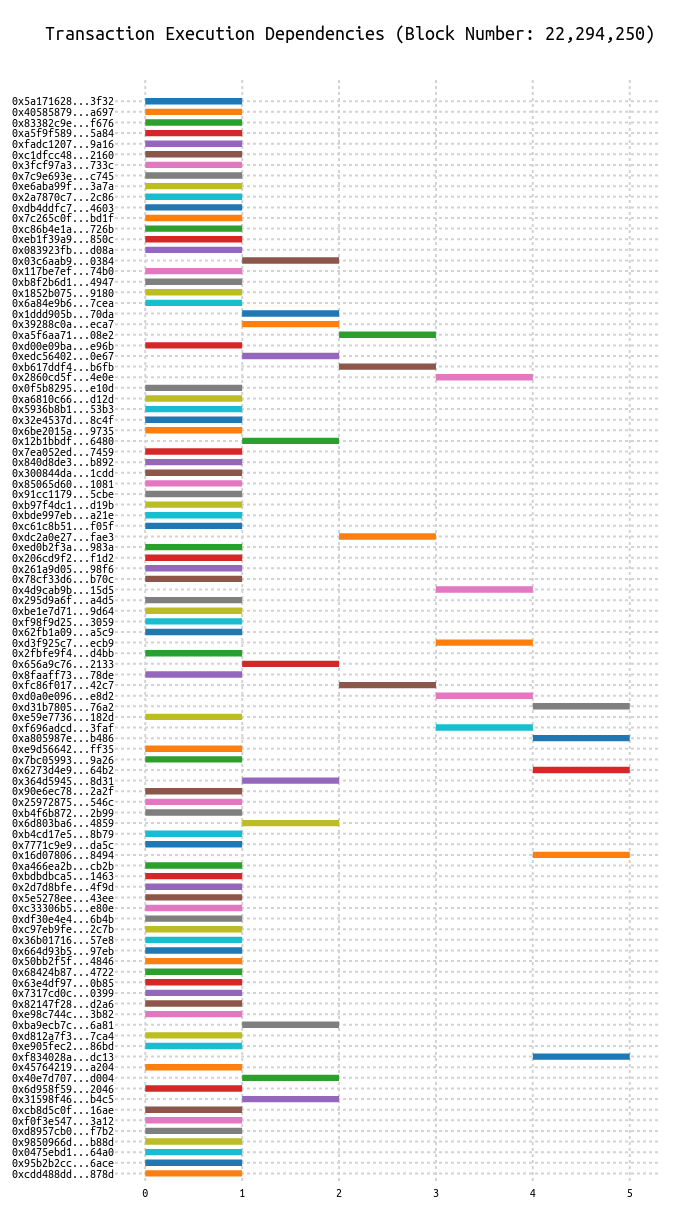 Transaction Execution Dependencies (Block Number: 22,294,250)
0x5a171628...3f32
0x40585879...a697
0x83382c9e...f676
0xa5f9f589...5a84
0xfadc1207...9a16
0xc1dfcc48...2160
0x3fcf97a3...733c
0x7c9e693e...c745
0xe6aba99f...3a7a
0x2a7870c7...2c86
0xdb4ddfc7...4603
0x7c265c0f...bd1f
0xc86b4e1a...726b
0xeb1f39a9...850c
0x083923fb...d08a
0x03c6aab9...0384
0x117be7ef...74b0
0xb8f2b6d1...4947
0x1852b075...9180
0x6a84e9b6...7cea
0x1ddd905b...70da
0x39288c0a...eca7
0xa5f6aa71...08e2
0xd00e09ba...e96b
0xedc56402...0e67
0xb617ddf4...b6fb
0x2860cd5f...4e0e
0x0f5b8295...e10d
0xa6810c66...d12d
0x5936b8b1...53b3
0x32e4537d...8c4f
0x6be2015a...9735
0x12b1bbdf...6480
0x7ea052ed...7459
0x840d8de3...b892
0x300844da...1cdd
0x85065d60...1081
0x91cc1179...5cbe
0xb97f4dc1...d19b
0xbde997eb...a21e
0xc61c8b51...f05f
0xdc2a0e27...fae3
0xed0b2f3a...983a
0x206cd9f2...f1d2
0x261a9d05...98f6
0x78cf33d6...b70c
0x4d9cab9b...15d5
0x295d9a6f...a4d5
0xbe1e7d71...9d64
0xf98f9d25...3059
0x62fb1a09...a5c9
0xd3f925c7...ecb9
0x2fbfe9f4...d4bb
0x656a9c76...2133
0x8faaff73...78de
0xfc86f017...42c7
0xd0a0e096...e8d2
0xd31b7805...76a2
0xe59e7736...182d
0xf696adcd...3faf
0xa805987e...b486
0xe9d56642...ff35
0x7bc05993...9a26
0x6273d4e9...64b2
0x364d5945...8d31
0x90e6ec78...2a2f
0x25972875...546c
0xb4f6b872...2b99
0x6d803ba6...4859
0xb4cd17e5...8b79
0x7771c9e9...da5c
0x16d07806...8494
0xa466ea2b...cb2b
0xbdbdbca5...1463
0x2d7d8bfe...4f9d
0x5e5278ee...43ee
0xc33306b5...e80e
0xdf30e4e4...6b4b
0xc97eb9fe...2c7b
0x36b01716...57e8
0x664d93b5...97eb
0x50bb2f5f...4846
0x68424b87...4722
0x63e4df97...0b85
0x7317cd0c...0399
0x82147f28...d2a6
0xe98c744c...3b82
0xba9ecb7c...6a81
0xd812a7f3...7ca4
0xe905fec2...86bd
0xf834028a...dc13
0x45764219...a204
0x40e7d707...d004
0x6d958f59...2046
0x31598f46...b4c5
0xcb8d5c0f...16ae
0xf0f3e547...3a12
0xd8957cb0...f7b2
0x9850966d...b88d
0x0475ebd1...64a0
0x95b2b2cc...6ace
0xcdd488dd...878d
0 1 2 3 4 5